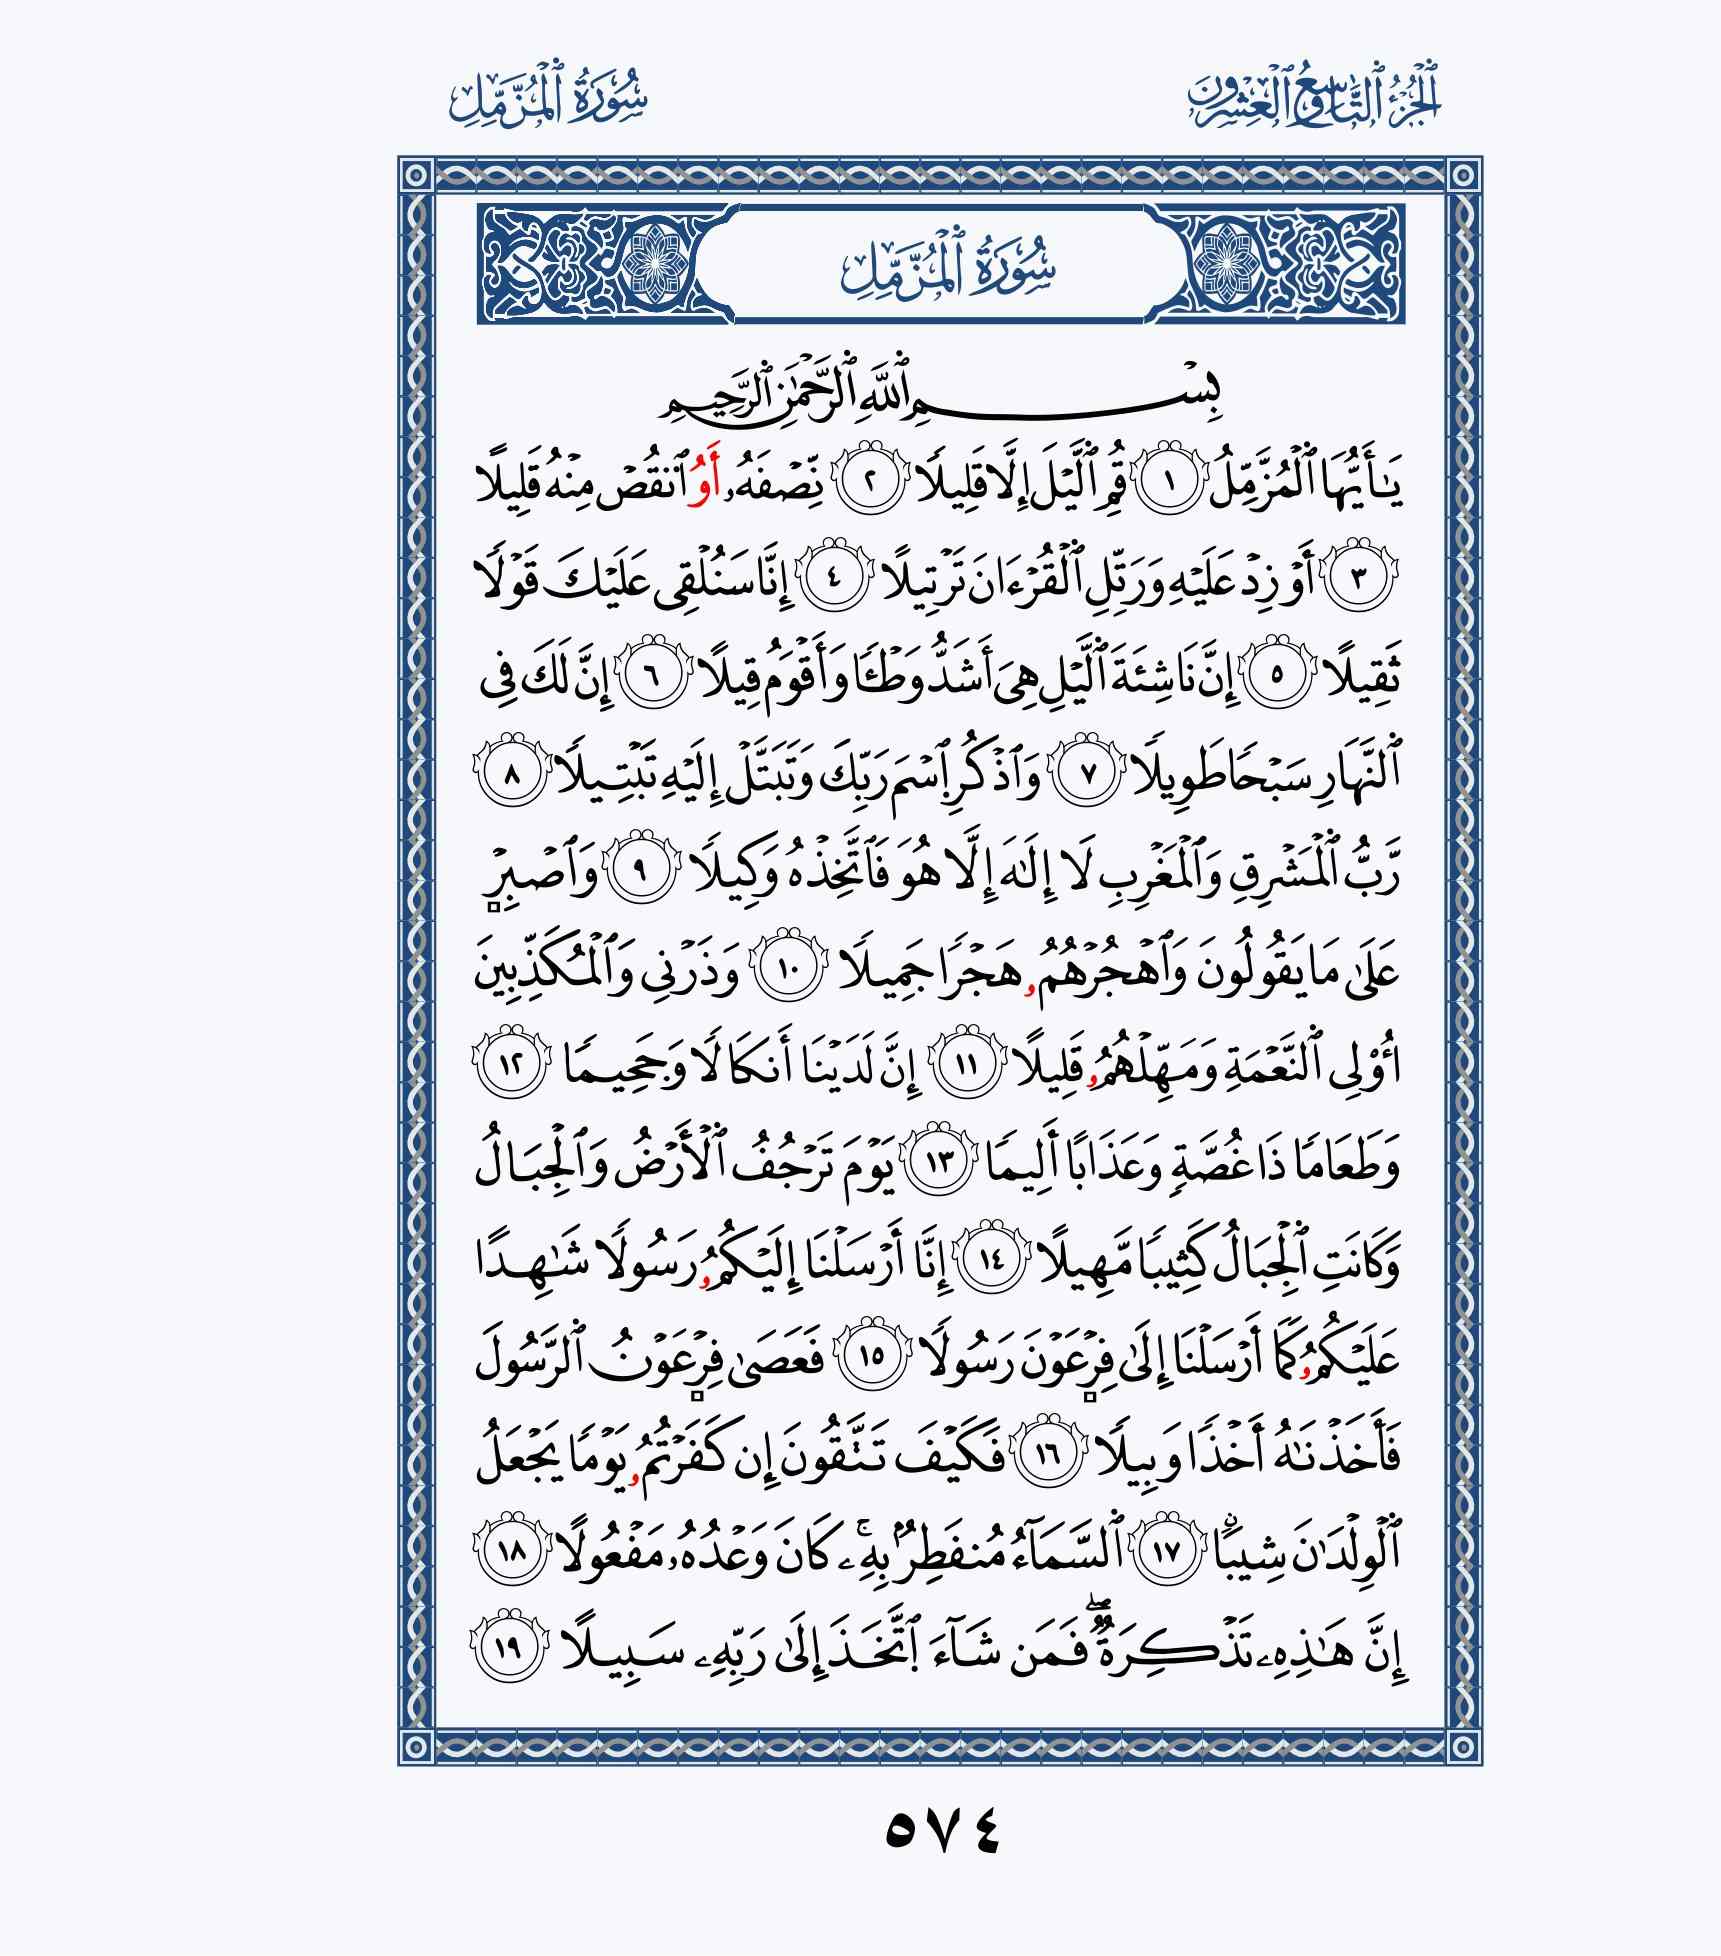 الجُزْءُ التَّاسِعُ وَالعِشْرُونَ
سُورَةُ ٱلْمُزَّمِّلِ
سُورَةُ ٱلْمُزَّمِّلِ
بِسْمِ ٱللَّهِ ٱلرَّحْمَٰنِ ٱلرَّحِيمِ
يَٰٓأَيُّهَا ٱلْمُزَّمِّلُ ١ قُمِ ٱلَّيْلَ إِلَّا قَلِيلًا ٢ نِّصْفَهُۥ أَوُ ٱنقُصْ مِنْهُ قَلِيلًا
٣ أَوْ زِدْ عَلَيْهِ وَرَتِّلِ ٱلْقُرْءَانَ تَرْتِيلًا ٤ إِنَّا سَنُلْقِى عَلَيْكَ قَوْلًا
ثَقِيلًا ٥ إِنَّ نَاشِئَةَ ٱلَّيْلِ هِىَ أَشَدُّ وَطْـًٔا وَأَقْوَمُ قِيلًا ٦ إِنَّ لَكَ فِى
ٱلنَّهَارِ سَبْحًا طَوِيلًا ٧ وَٱذْكُرِ ٱسْمَ رَبِّكَ وَتَبَتَّلْ إِلَيْهِ تَبْتِيلًا ٨
رَّبُّ ٱلْمَشْرِقِ وَٱلْمَغْرِبِ لَا إِلَٰهَ إِلَّا هُوَ فَٱتَّخِذْهُ وَكِيلًا ٩ وَٱصْبِرْ
عَلَىٰ مَا يَقُولُونَ وَٱهْجُرْهُمُۥ هَجْرًا جَمِيلًا ١٠ وَذَرْنِى وَٱلْمُكَذِّبِينَ
أُوْلِى ٱلنَّعْمَةِ وَمَهِّلْهُمُۥ قَلِيلًا ١١ إِنَّ لَدَيْنَا أَنكَالًا وَجَحِيمًا ١٢
وَطَعَامًا ذَا غُصَّةٍ وَعَذَابًا أَلِيمًا ١٣ يَوْمَ تَرْجُفُ ٱلْأَرْضُ وَٱلْجِبَالُ
وَكَانَتِ ٱلْجِبَالُ كَثِيبًا مَّهِيلًا ١٤ إِنَّا أَرْسَلْنَا إِلَيْكُمُۥ رَسُولًا شَٰهِدًا
عَلَيْكُمُۥ كَمَا أَرْسَلْنَا إِلَىٰ فِرْعَوْنَ رَسُولًا ١٥ فَعَصَىٰ فِرْعَوْنُ ٱلرَّسُولَ
فَأَخَذْنَٰهُ أَخْذًا وَبِيلًا ١٦ فَكَيْفَ تَتَّقُونَ إِن كَفَرْتُمُۥ يَوْمًا يَجْعَلُ
ٱلْوِلْدَٰنَ شِيبًا ١٧ ٱلسَّمَآءُ مُنفَطِرٌۢ بِهِۦۚ كَانَ وَعْدُهُۥ مَفْعُولًا ١٨
إِنَّ هَٰذِهِۦ تَذْكِرَةٌۖ فَمَن شَآءَ ٱتَّخَذَ إِلَىٰ رَبِّهِۦ سَبِيلًا ١٩
٥٧٤